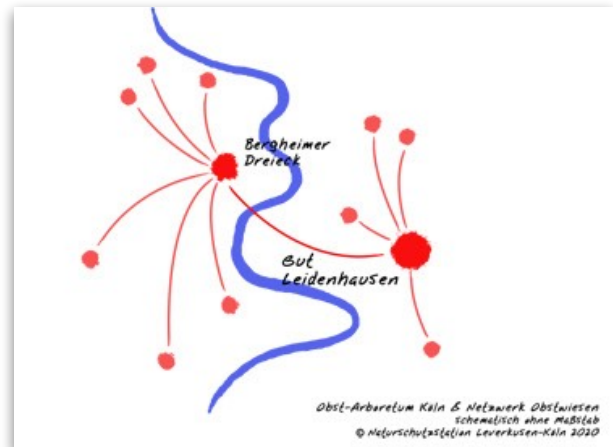 Bergheimer
Dreieck
Gut
Leidenhausen
Obst-Arboretum Köln & Netzwerk Obstwiesen
schematisch ohne Maßstab
© Naturschutzstation Leverkusen-Köln 2020